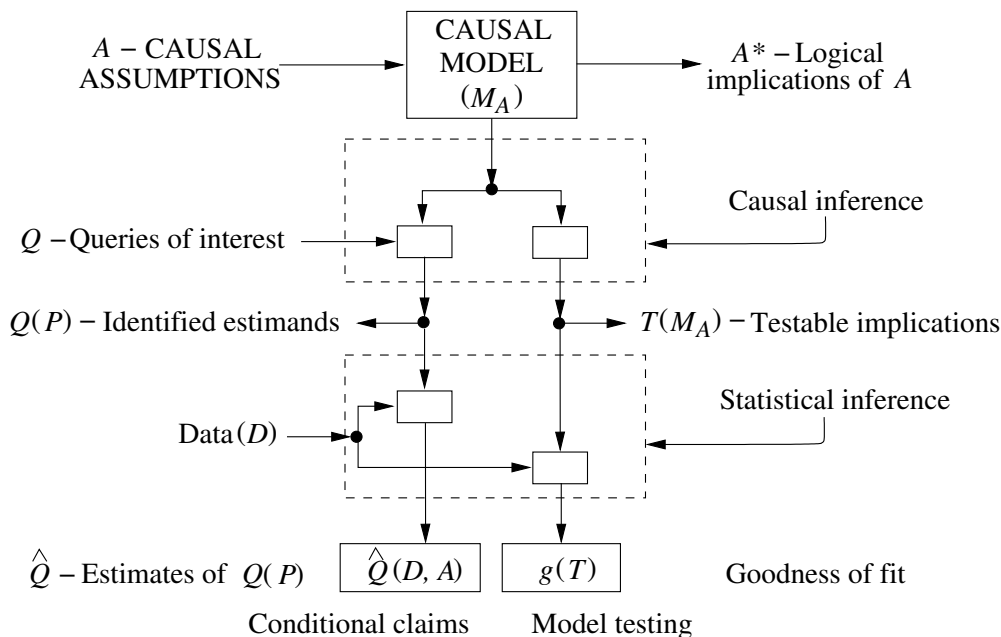 A – CAUSAL
ASSUMPTIONS
CAUSAL
MODEL
(M_A)
A* – Logical
implications of A
Causal inference
Q – Queries of interest
Q(P) – Identified estimands
T(M_A) – Testable implications
Statistical inference
Data (D)
Q̂ – Estimates of Q(P)
Q̂(D, A)
g(T)
Goodness of fit
Conditional claims
Model testing